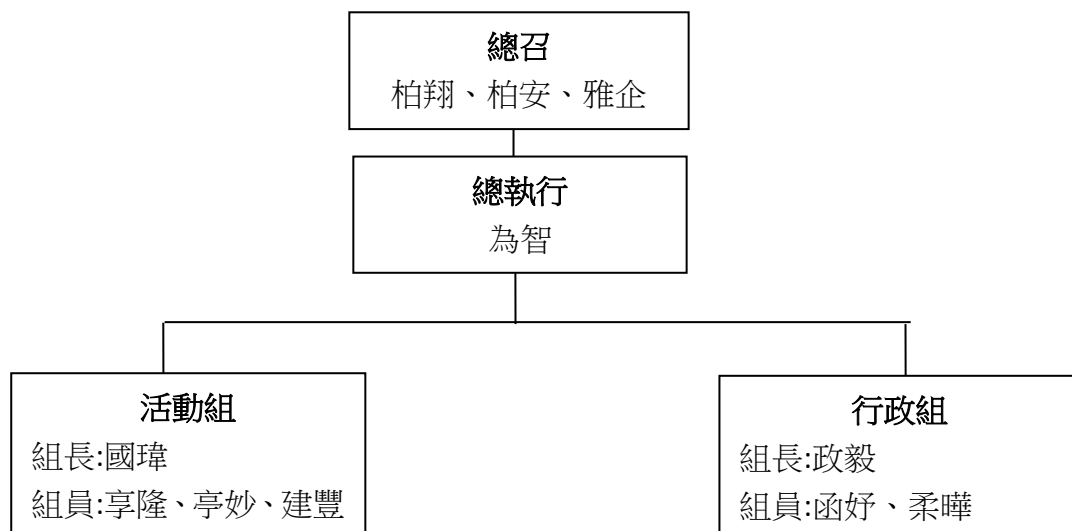 總召
柏翔、柏安、雅企
總執行
為智
活動組
組長:國瑋
組員:享隆、亭妙、建豐
行政組
組長:政毅
組員:函妤、柔曄